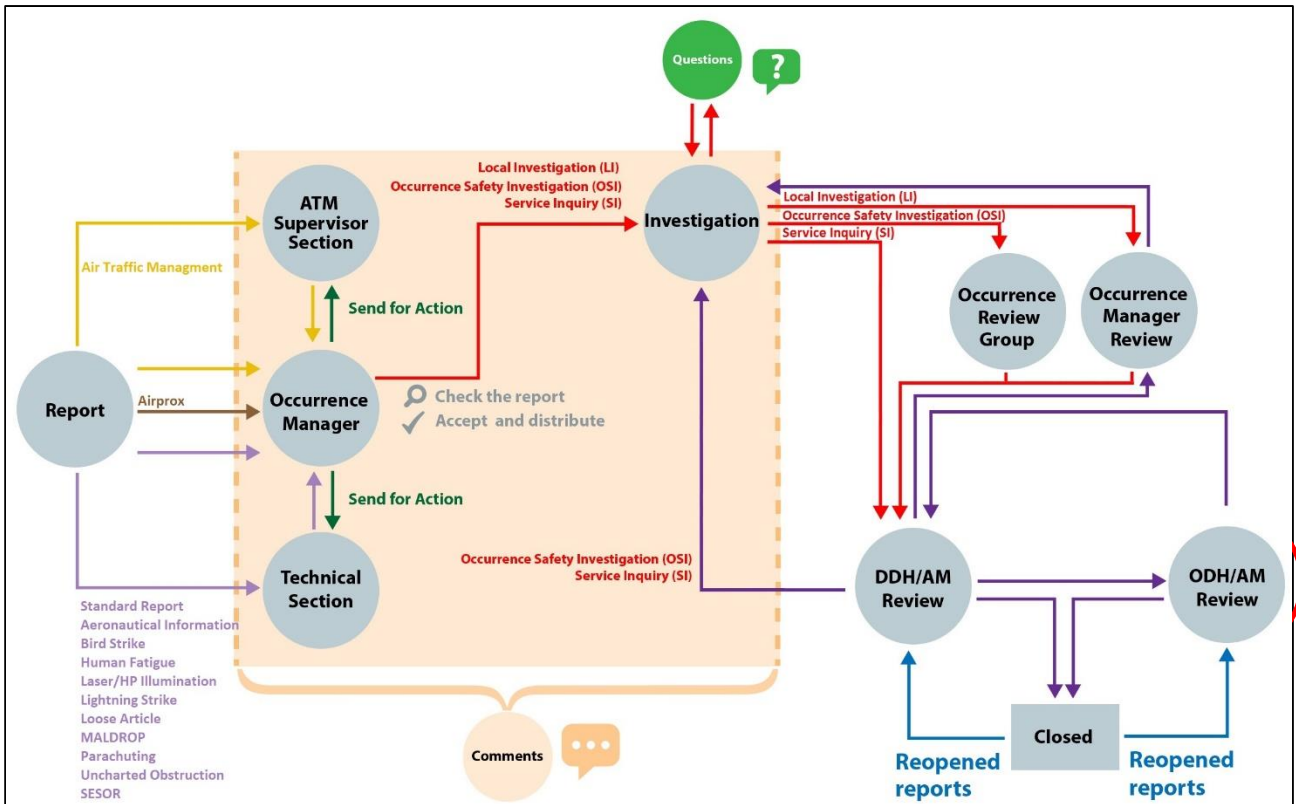 Questions
?
Local Investigation (LI)
Occurrence Safety Investigation (OSI)
Service Inquiry (SI)
ATM
Supervisor
Section
Investigation
Local Investigation (LI)
Occurrence Safety Investigation (OSI)
Service Inquiry (SI)
Air Traffic Managment
Send for Action
Occurrence
Review
Group
Occurrence
Manager
Review
Report
Airprox
Occurrence
Manager
Check the report
Accept and distribute
Send for Action
Technical
Section
Occurrence Safety Investigation (OSI)
Service Inquiry (SI)
DDH/AM
Review
ODH/AM
Review
Standard Report
Aeronautical Information
Bird Strike
Human Fatigue
Laser/HP Illumination
Lightning Strike
Loose Article
MALDROP
Parachuting
Uncharted Obstruction
SESOR
Comments
Closed
Reopened
reports
Reopened
reports